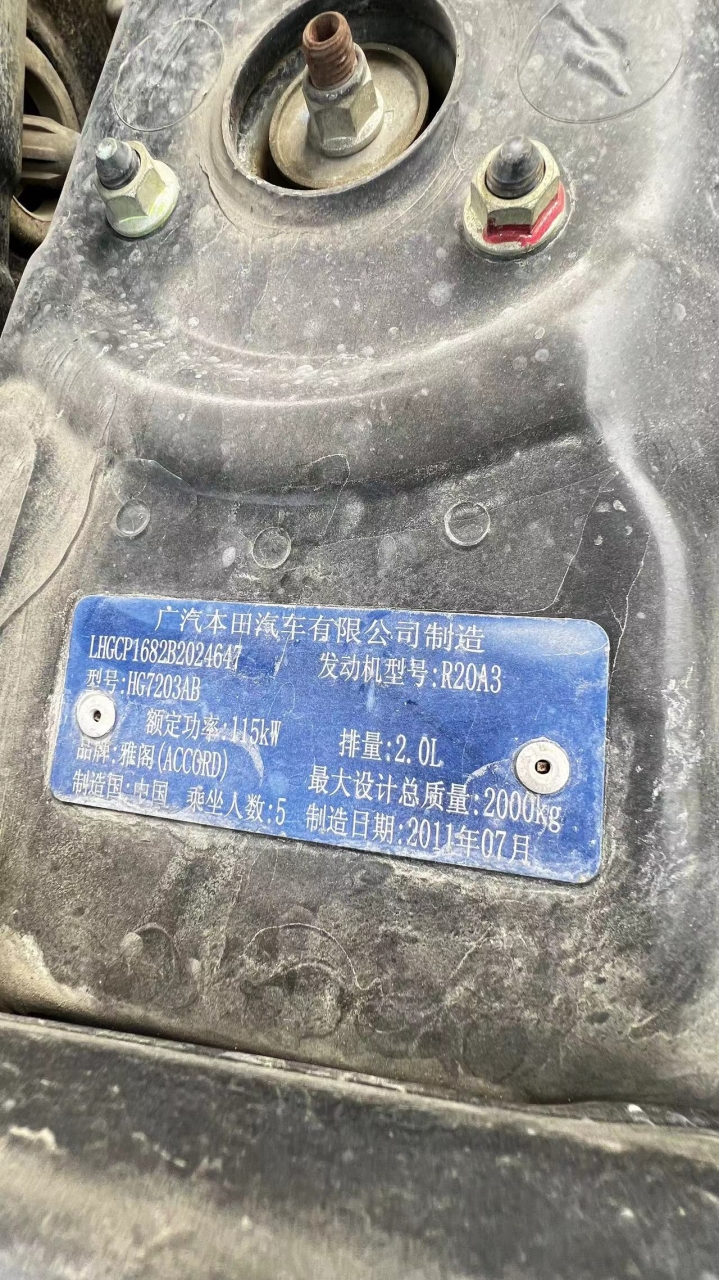 广汽本田汽车有限公司制造
LHGCP1682B2024647 发动机型号:R20A3
型号:HG7203AB
额定功率:115kW 排量:2.0L
品牌:雅阁(ACCORD) 最大设计总质量:2000kg
制造国:中国 乘坐人数:5 制造日期:2011年07月